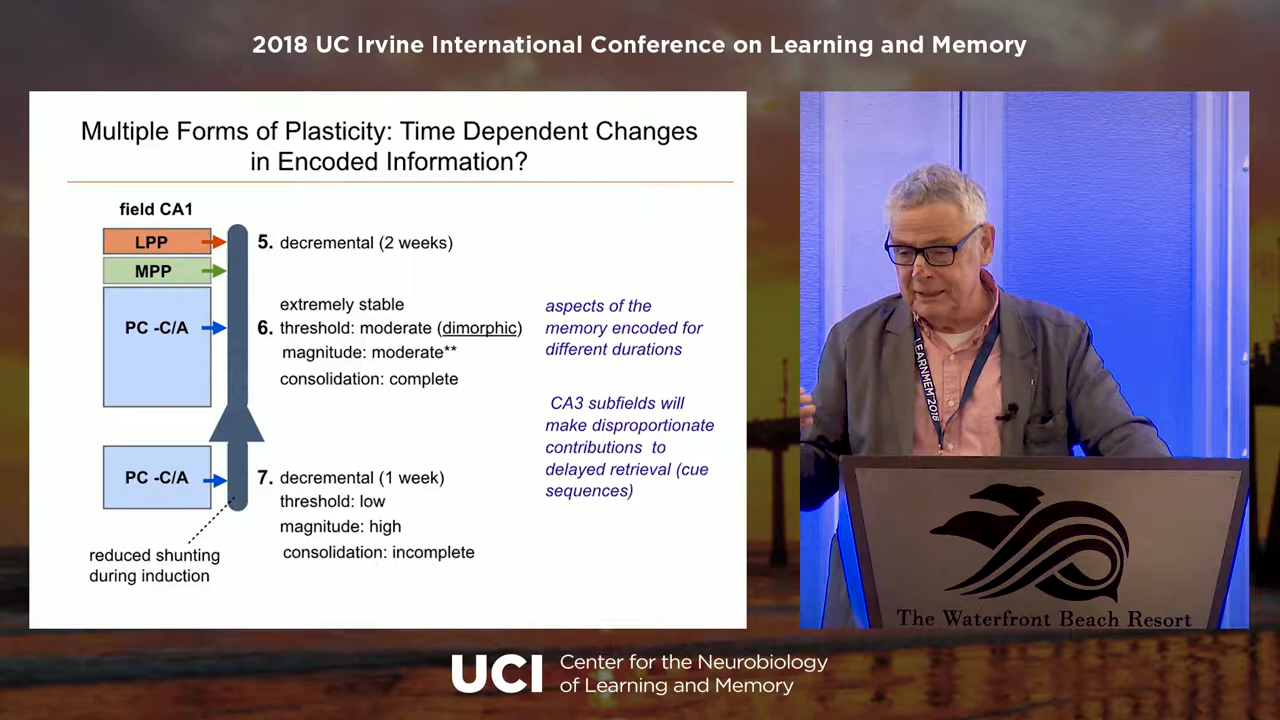 2018 UC Irvine International Conference on Learning and Memory
Multiple Forms of Plasticity: Time Dependent Changes
in Encoded Information?
field CA1
LPP
5. decremental (2 weeks)
MPP
PC -C/A
extremely stable
6. threshold: moderate (dimorphic)
magnitude: moderate**
consolidation: complete
aspects of the
memory encoded for
different durations
CA3 subfields will
make disproportionate
contributions to
delayed retrieval (cue
sequences)
PC -C/A
7. decremental (1 week)
threshold: low
magnitude: high
consolidation: incomplete
reduced shunting
during induction
LEARNMEM 2018
The Waterfront Beach Resort
UCI Center for the Neurobiology
of Learning and Memory